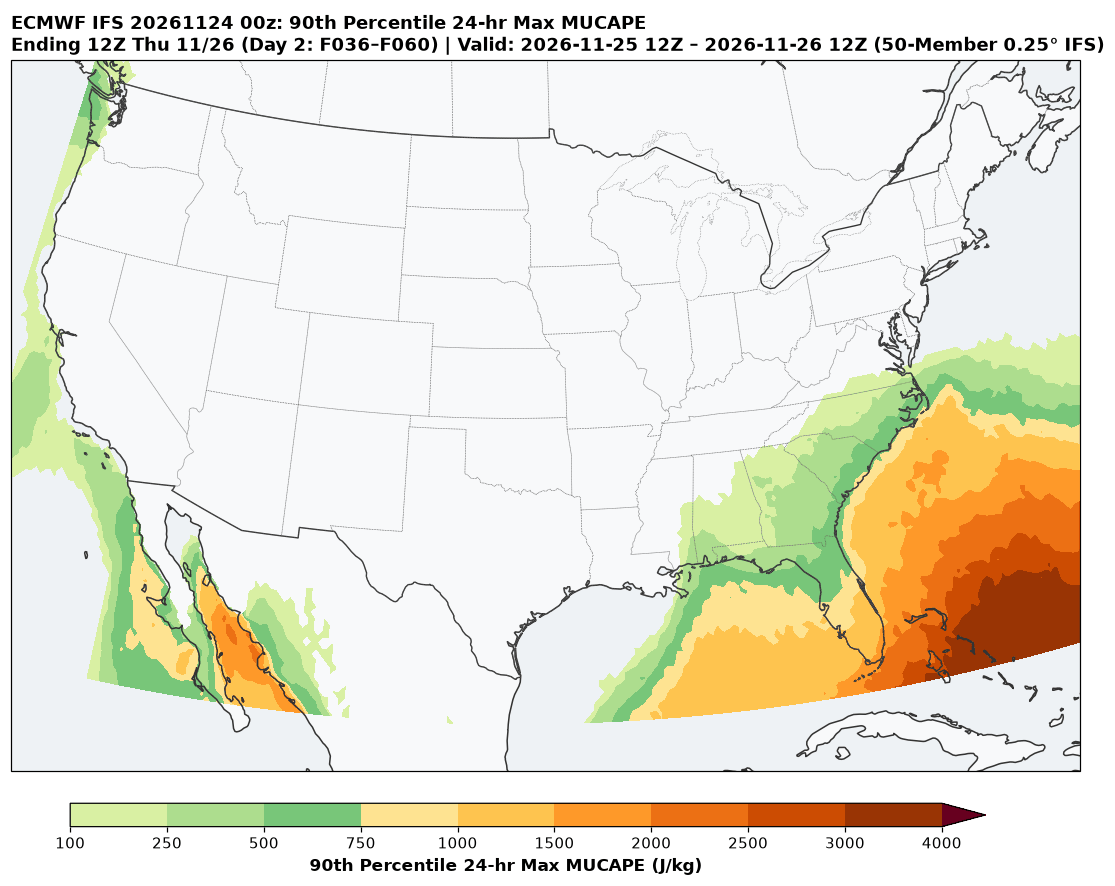 ECMWF IFS 20261124 00z: 90th Percentile 24-hr Max MUCAPE
Ending 12Z Thu 11/26 (Day 2: F036–F060) | Valid: 2026-11-25 12Z – 2026-11-26 12Z (50-Member 0.25° IFS)
100 250 500 750 1000 1500 2000 2500 3000 4000
90th Percentile 24-hr Max MUCAPE (J/kg)